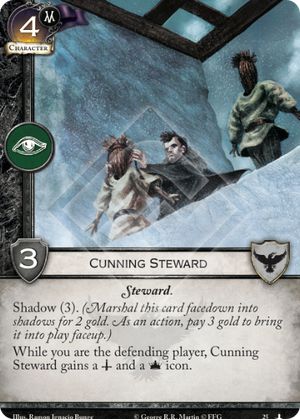 4
CHARACTER
3
CUNNING STEWARD
Steward.
Shadow (3). (Marshal this card facedown into
shadows for 2 gold. As an action, pay 3 gold to bring
it into play faceup.)
While you are the defending player, Cunning
Steward gains a and a icon.
Illus. Ramon Ignacio Bunge
© George R.R. Martin © FFG
25